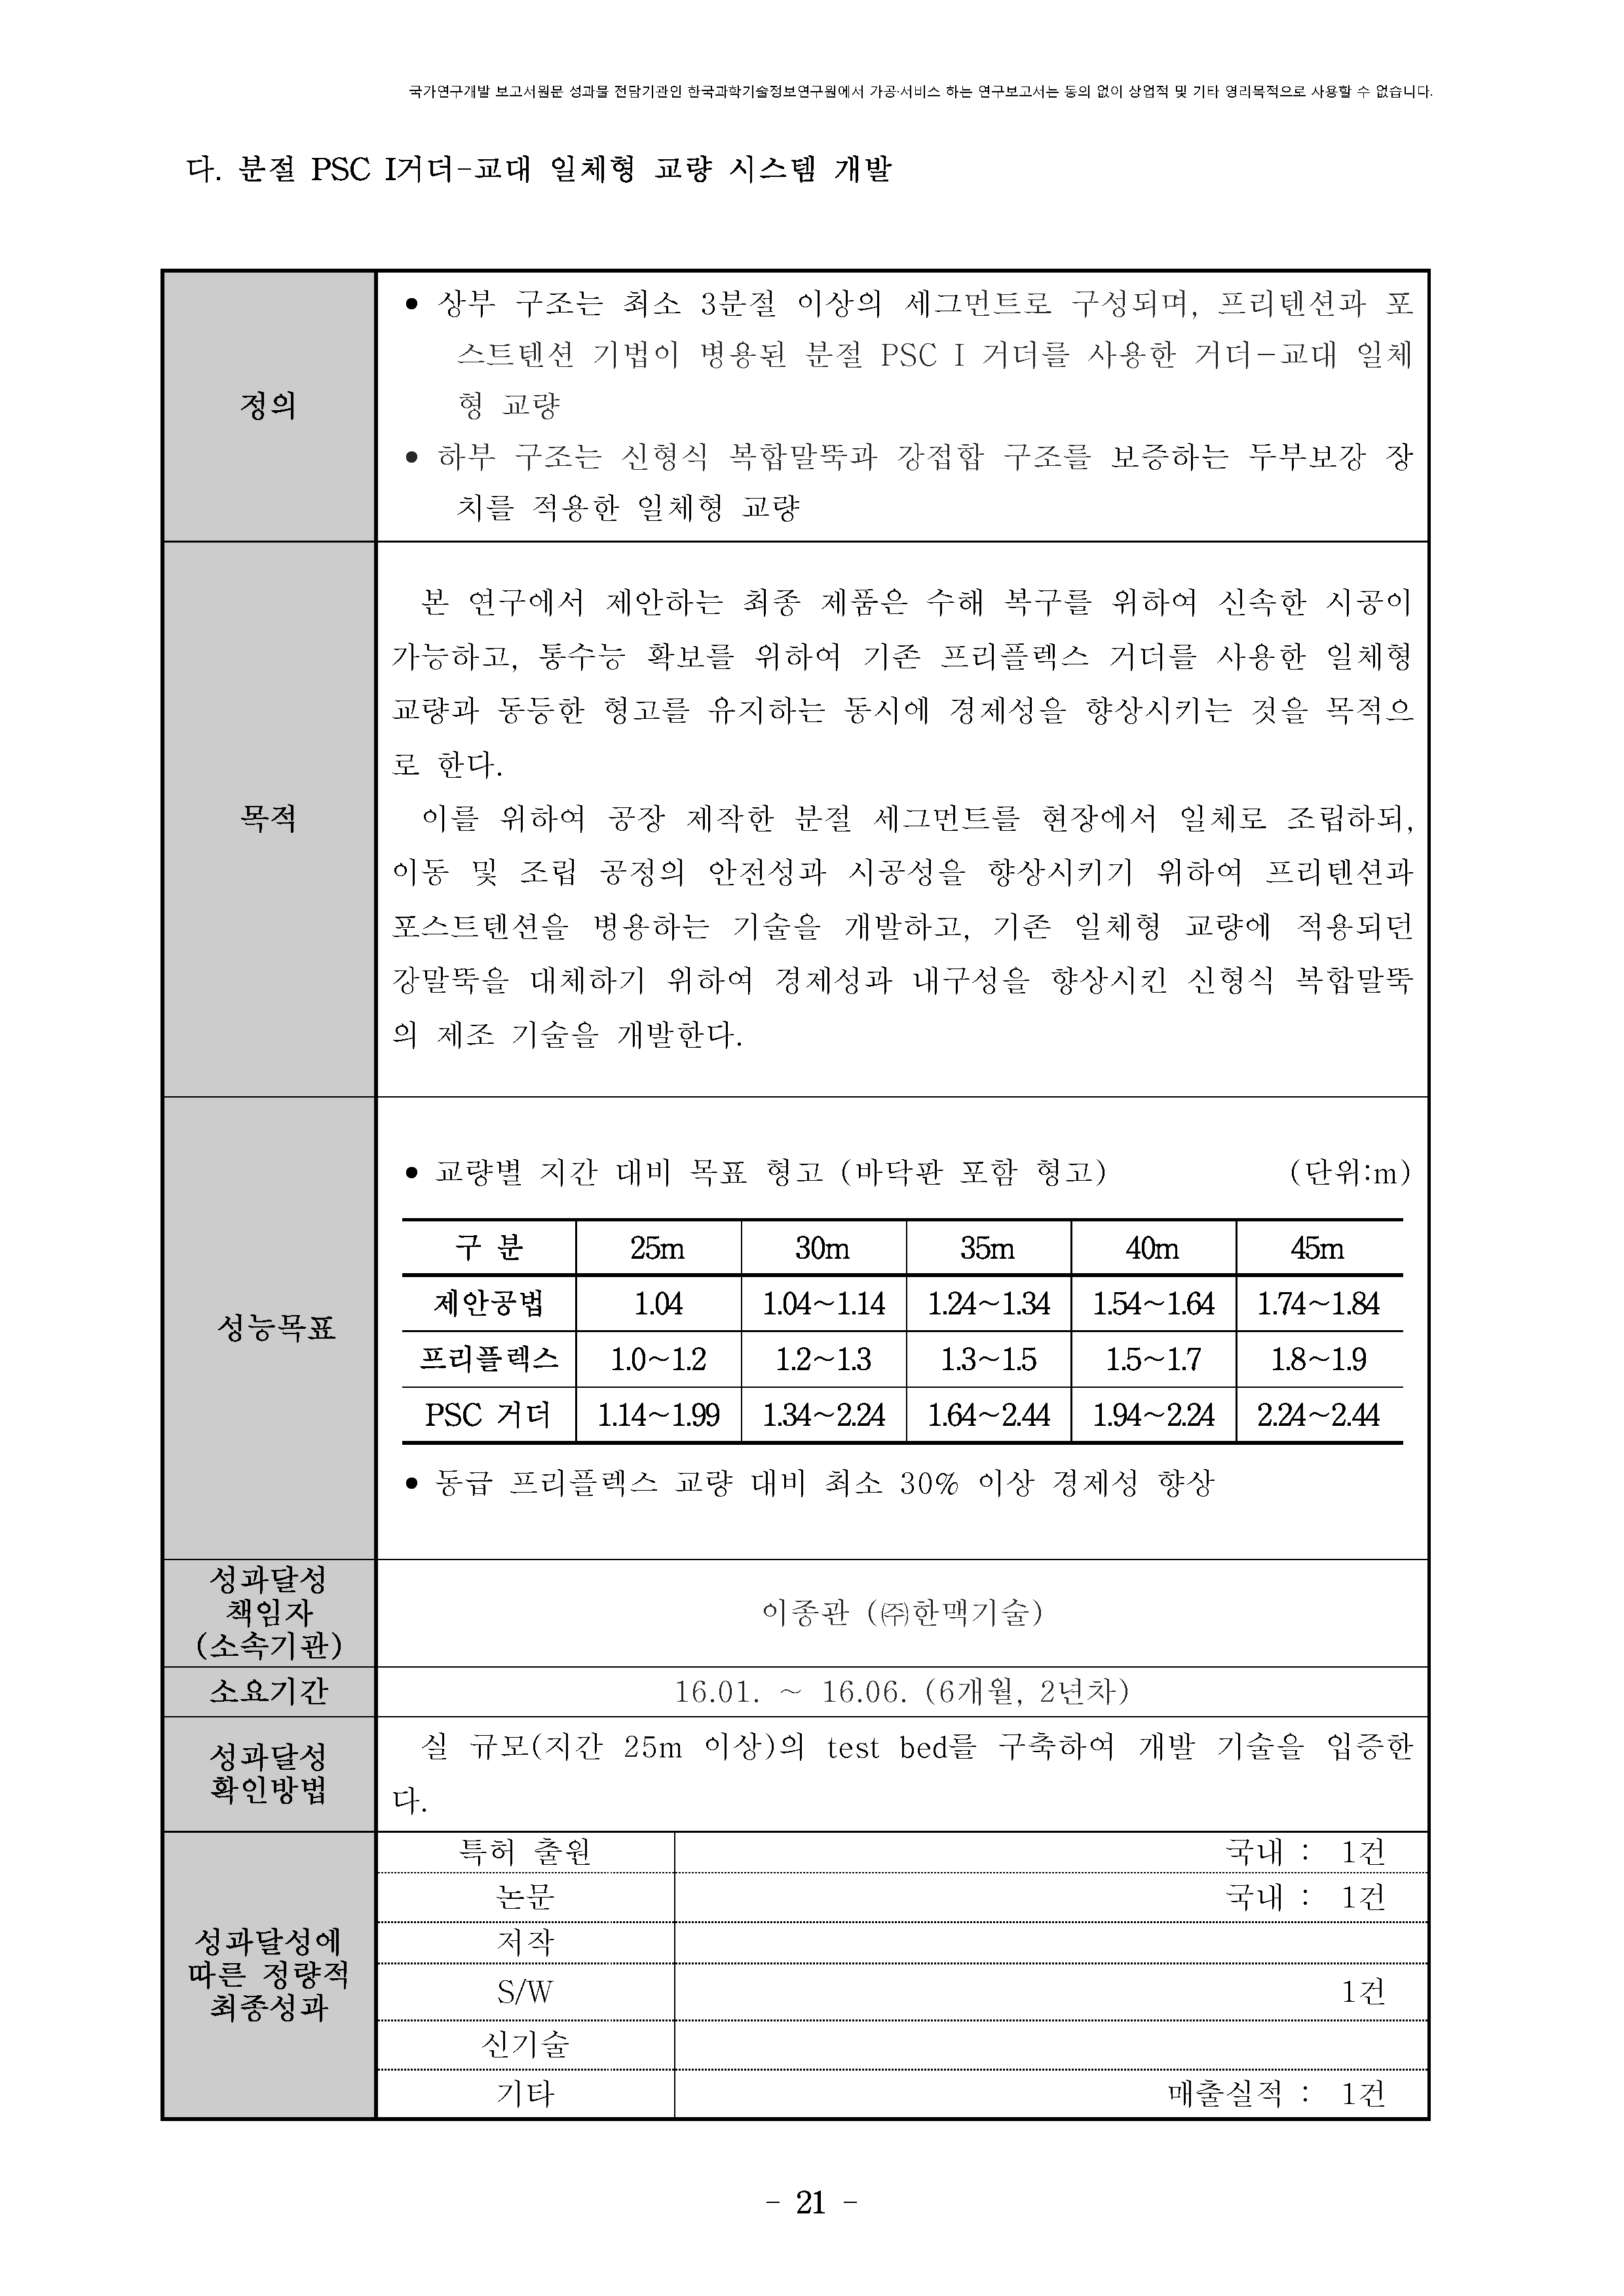 국가연구개발 보고서원문 성과물 전담기관인 한국과학기술정보연구원에서 가공·서비스 하는 연구보고서는 동의 없이 상업적 및 기타 영리목적으로 사용할 수 없습니다.
다. 분절 PSC I거더-교대 일체형 교량 시스템 개발
정의
● 상부 구조는 최소 3분절 이상의 세그먼트로 구성되며, 프리텐션과 포
스트텐션 기법이 병용된 분절 PSC I 거더를 사용한 거더-교대 일체
형 교량
● 하부 구조는 신형식 복합말뚝과 강접합 구조를 보증하는 두부보강 장
치를 적용한 일체형 교량
목적
본 연구에서 제안하는 최종 제품은 수해 복구를 위하여 신속한 시공이
가능하고, 통수능 확보를 위하여 기존 프리플렉스 거더를 사용한 일체형
교량과 동등한 형고를 유지하는 동시에 경제성을 향상시키는 것을 목적으
로 한다.
이를 위하여 공장 제작한 분절 세그먼트를 현장에서 일체로 조립하되,
이동 및 조립 공정의 안전성과 시공성을 향상시키기 위하여 프리텐션과
포스트텐션을 병용하는 기술을 개발하고, 기존 일체형 교량에 적용되던
강말뚝을 대체하기 위하여 경제성과 내구성을 향상시킨 신형식 복합말뚝
의 제조 기술을 개발한다.
성능목표
● 교량별 지간 대비 목표 형고 (바닥판 포함 형고) (단위:m)
구 분 25m 30m 35m 40m 45m
제안공법 1.04 1.04~1.14 1.24~1.34 1.54~1.64 1.74~1.84
프리플렉스 1.0~1.2 1.2~1.3 1.3~1.5 1.5~1.7 1.8~1.9
PSC 거더 1.14~1.99 1.34~2.24 1.64~2.44 1.94~2.24 2.24~2.44
● 동급 프리플렉스 교량 대비 최소 30% 이상 경제성 향상
성과달성
책임자
(소속기관)
이종관 (㈜한맥기술)
소요기간 16.01. ~ 16.06. (6개월, 2년차)
성과달성
확인방법
실 규모(지간 25m 이상)의 test bed를 구축하여 개발 기술을 입증한
다.
성과달성에
따른 정량적
최종성과
특허 출원 국내 : 1건
논문 국내 : 1건
저작
S/W 1건
신기술
기타 매출실적 : 1건
- 21 -